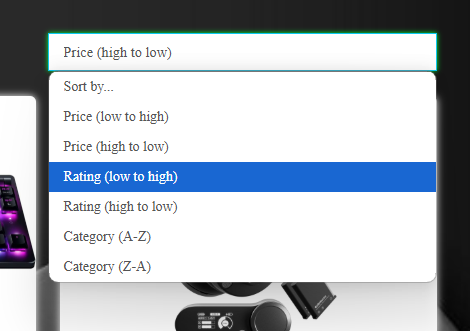 Price (high to low)
Sort by...
Price (low to high)
Price (high to low)
Rating (low to high)
Rating (high to low)
Category (A-Z)
Category (Z-A)